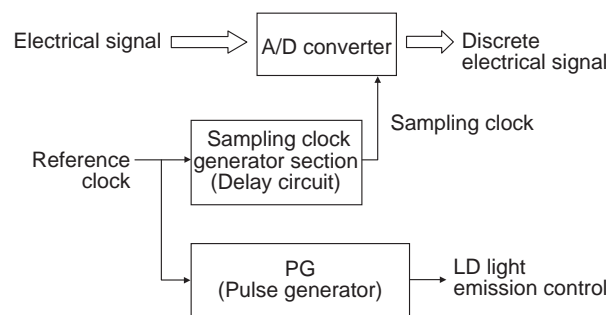 Electrical signal
A/D converter
Discrete
electrical signal
Sampling clock
Sampling clock
generator section
(Delay circuit)
Reference
clock
PG
(Pulse generator)
LD light
emission control